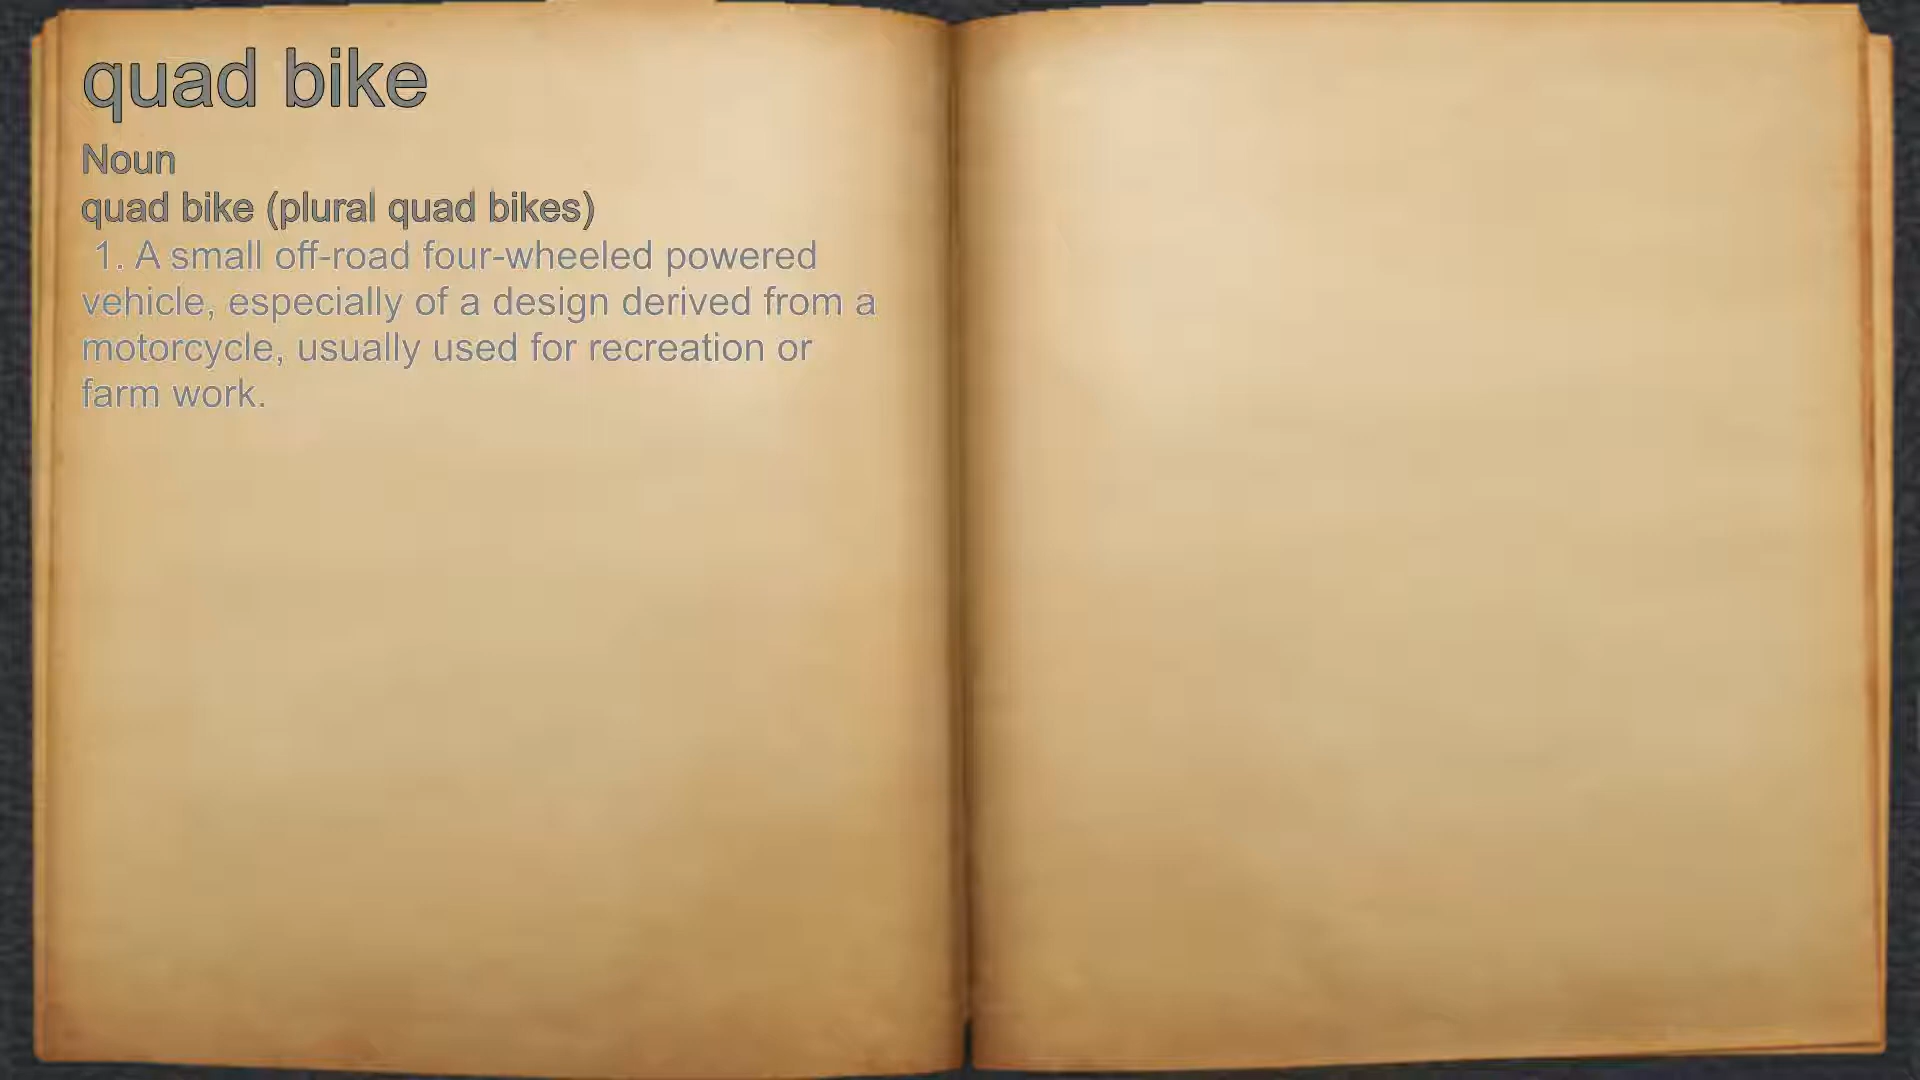 quad bike
Noun
quad bike (plural quad bikes)
1. A small off-road four-wheeled powered
vehicle, especially of a design derived from a
motorcycle, usually used for recreation or
farm work.